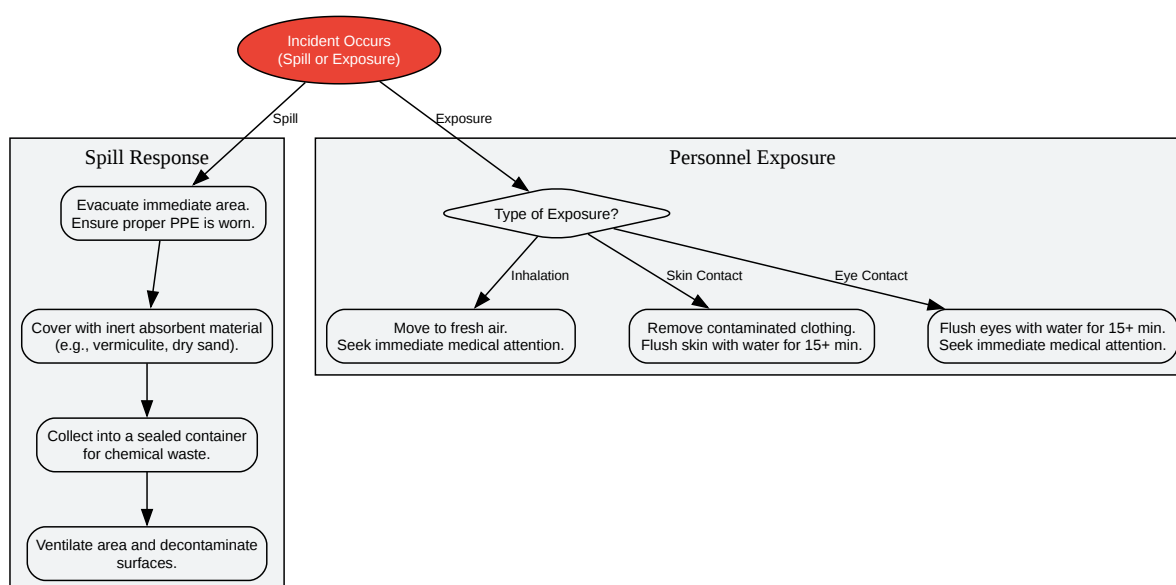 Incident Occurs
(Spill or Exposure)
Spill
Exposure
Spill Response
Evacuate immediate area.
Ensure proper PPE is worn.
Cover with inert absorbent material
(e.g., vermiculite, dry sand).
Collect into a sealed container
for chemical waste.
Ventilate area and decontaminate
surfaces.
Personnel Exposure
Type of Exposure?
Inhalation
Skin Contact
Eye Contact
Move to fresh air.
Seek immediate medical attention.
Remove contaminated clothing.
Flush skin with water for 15+ min.
Flush eyes with water for 15+ min.
Seek immediate medical attention.